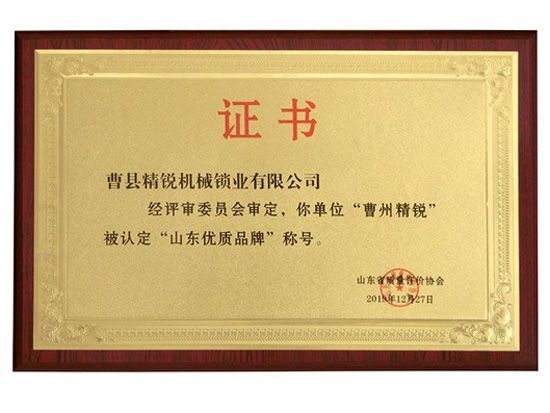 证书
曹县精锐机械锁业有限公司
经评审委员会审定，你单位“曹州精锐”
被认定“山东优质品牌”称号。
山东省质量评价协会
2019年12月27日